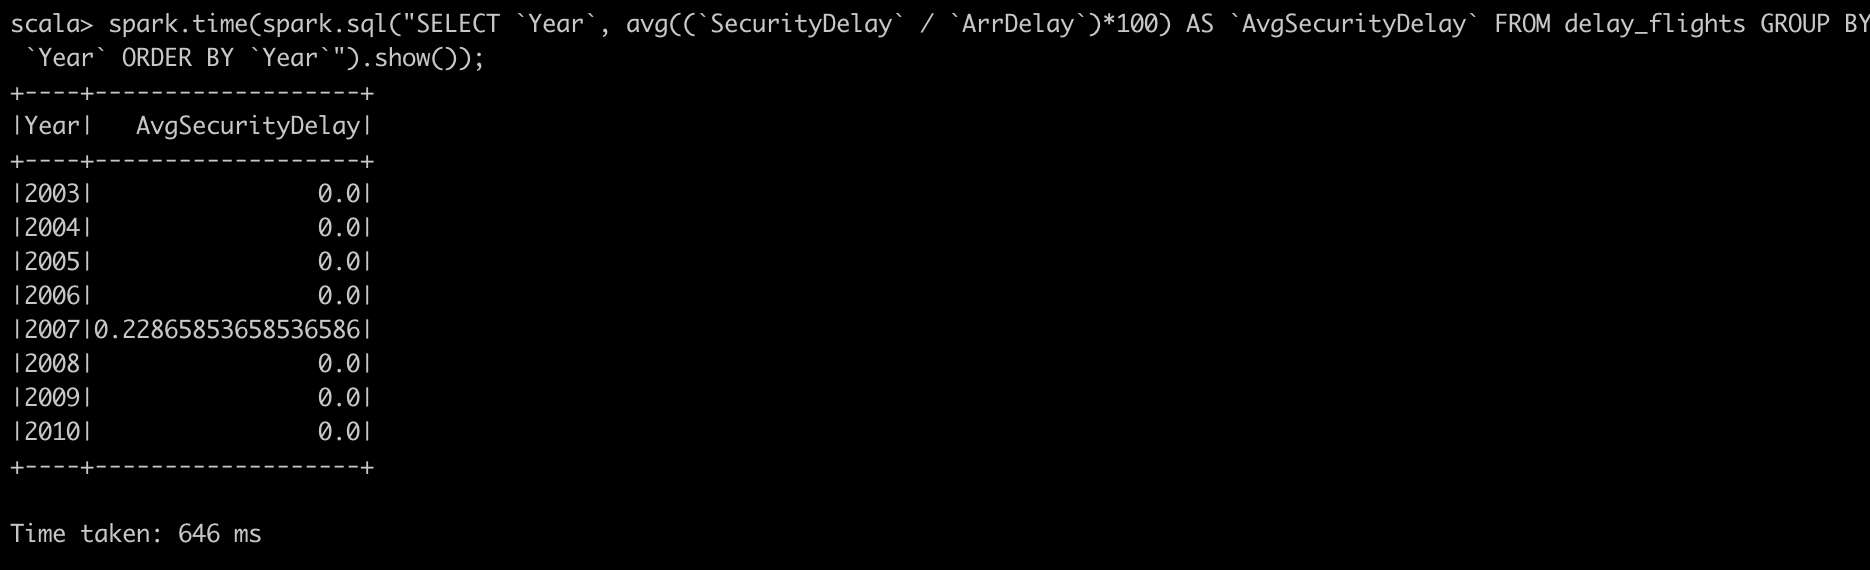 scala> spark.time(spark.sql("SELECT `Year`, avg((`SecurityDelay` / `ArrDelay`)*100) AS `AvgSecurityDelay` FROM delay_flights GROUP BY
 `Year` ORDER BY `Year`").show());
+----+-------------------+
|Year|   AvgSecurityDelay|
+----+-------------------+
|2003|                0.0|
|2004|                0.0|
|2005|                0.0|
|2006|                0.0|
|2007|0.22865853658536586|
|2008|                0.0|
|2009|                0.0|
|2010|                0.0|
+----+-------------------+
Time taken: 646 ms